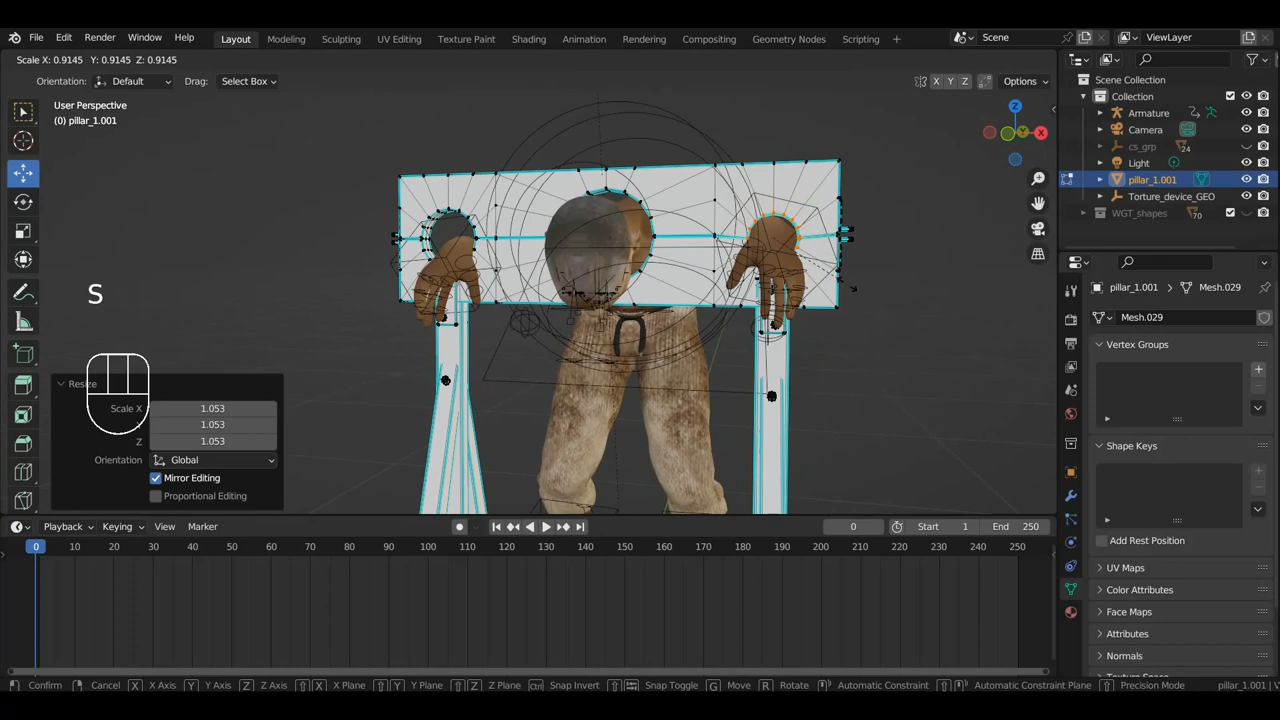 File Edit Render Window Help Layout Modeling Sculpting UV Editing Texture Paint Shading Animation Rendering Compositing Geometry Nodes Scripting + Scene ViewLayer
Scale X: 0.9145 Y: 0.9145 Z: 0.9145
Orientation: Default Drag: Select Box X Y Z Options
Scene Collection
Collection
Armature
Camera
cs_grp 24
Light
pillar_1.001
Torture_device_GEO
WGT_shapes 70
User Perspective
(0) pillar_1.001
Z
Y
X
S
Resize
Scale X 1.053
1.053
Z 1.053
Orientation Global
Mirror Editing
Proportional Editing
pillar_1.001 > Mesh.029
Mesh.029
Vertex Groups
Shape Keys
Add Rest Position
UV Maps
Color Attributes
Face Maps
Attributes
Normals
Playback Keying View Marker 0 Start 1 End 250
0 10 20 30 40 50 60 70 80 90 100 110 120 130 140 150 160 170 180 190 200 210 220 230 240 250
Confirm Cancel X X Axis Y Y Axis Z Z Axis X X Plane Y Y Plane Z Z Plane Ctrl Snap Invert Snap Toggle G Move R Rotate Automatic Constraint Automatic Constraint Plane Precision Mode pillar_1.001 |